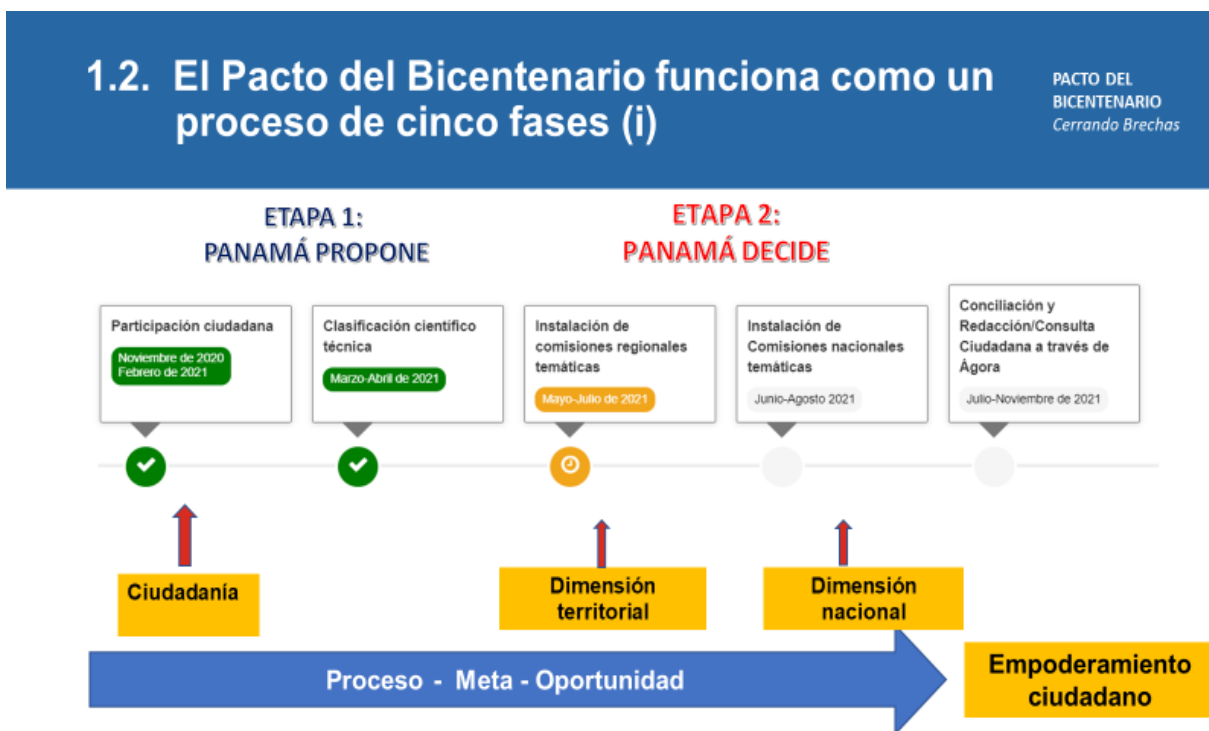 1.2. El Pacto del Bicentenario funciona como un
proceso de cinco fases (i)
PACTO DEL
BICENTENARIO
Cerrando Brechas
ETAPA 1:
PANAMÁ PROPONE
ETAPA 2:
PANAMÁ DECIDE
Participación ciudadana
Noviembre de 2020
Febrero de 2021
Clasificación científico
técnica
Marzo-Abril de 2021
Instalación de
comisiones regionales
temáticas
Mayo-Julio de 2021
Instalación de
Comisiones nacionales
temáticas
Junio-Agosto 2021
Conciliación y
Redacción/Consulta
Ciudadana a través de
Ágora
Julio-Noviembre de 2021
Ciudadanía
Dimensión
territorial
Dimensión
nacional
Proceso - Meta - Oportunidad
Empoderamiento
ciudadano